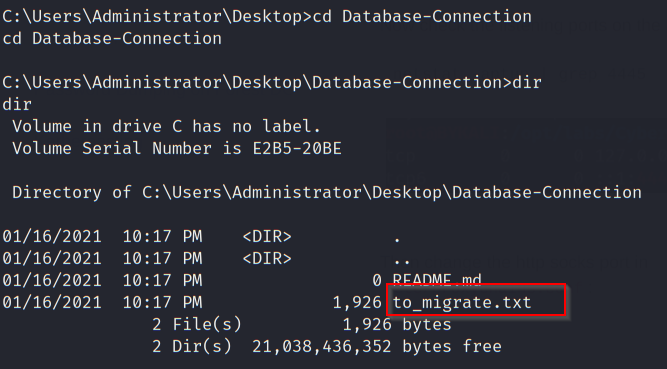 C:\Users\Administrator\Desktop>cd Database-Connection
cd Database-Connection
C:\Users\Administrator\Desktop\Database-Connection>dir
dir
 Volume in drive C has no label.
 Volume Serial Number is E2B5-20BE
 Directory of C:\Users\Administrator\Desktop\Database-Connection
01/16/2021  10:17 PM    <DIR>          .
01/16/2021  10:17 PM    <DIR>          ..
01/16/2021  10:17 PM                 0 README.md
01/16/2021  10:17 PM             1,926 to_migrate.txt
               2 File(s)          1,926 bytes
               2 Dir(s)  21,038,436,352 bytes free